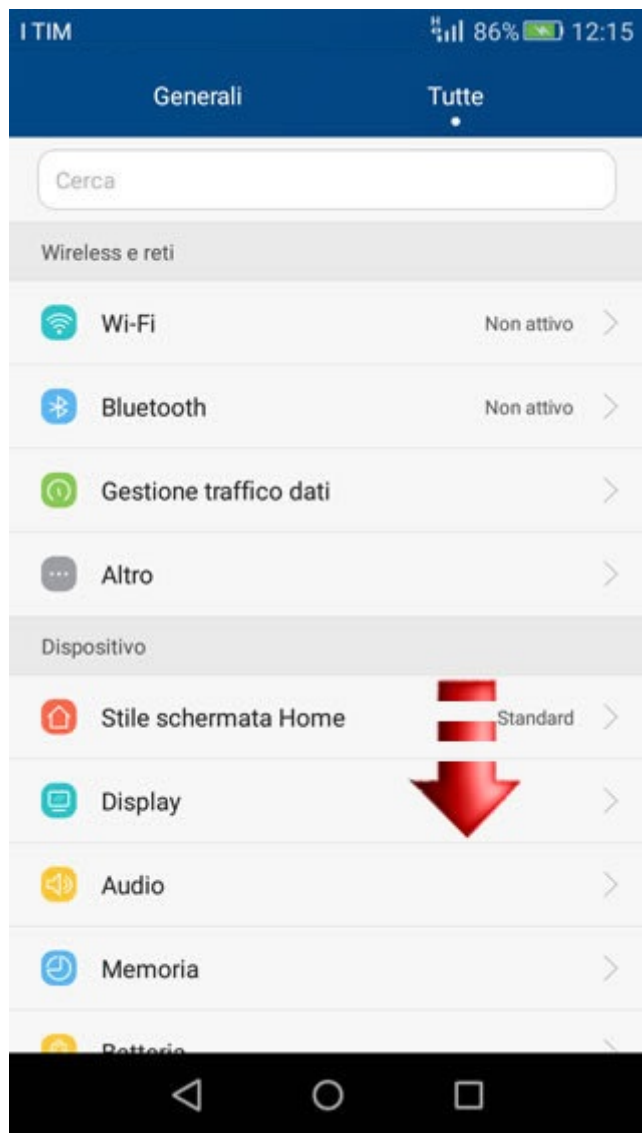 I TIM H 86% 12:15
Generali Tutte
Cerca
Wireless e reti
Wi-Fi Non attivo
Bluetooth Non attivo
Gestione traffico dati
Altro
Dispositivo
Stile schermata Home Standard
Display
Audio
Memoria
Batteria